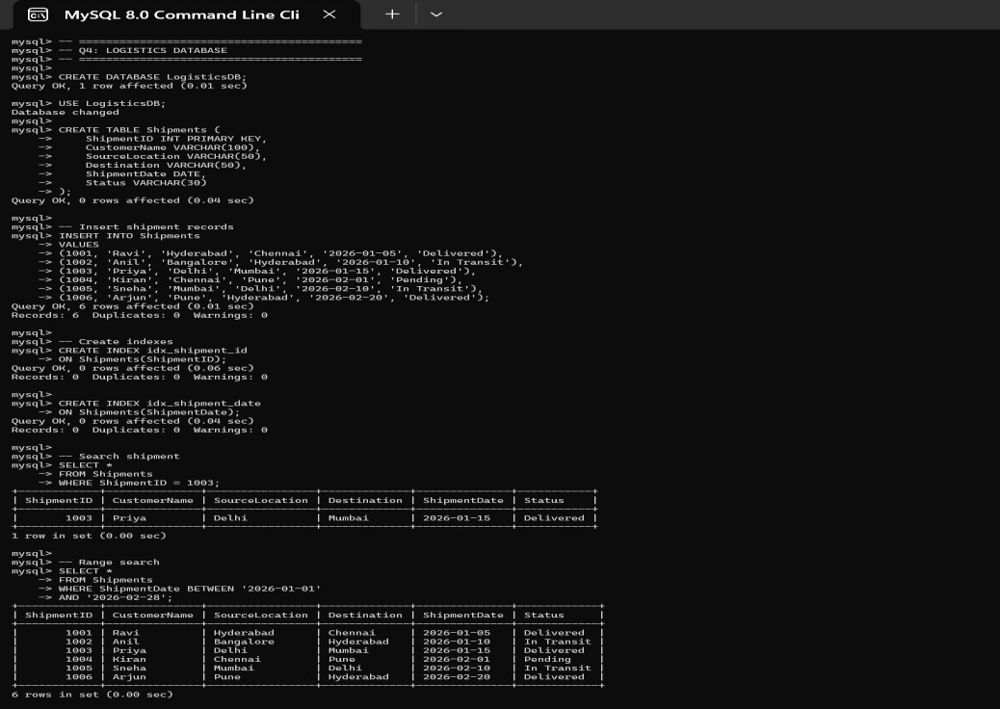 MySQL 8.0 Command Line Cli
mysql> -- ==========================================
mysql> -- Q4: LOGISTICS DATABASE
mysql> -- ==========================================
mysql>
mysql> CREATE DATABASE LogisticsDB;
Query OK, 1 row affected (0.01 sec)
mysql> USE LogisticsDB;
Database changed
mysql>
mysql> CREATE TABLE Shipments (
    ->     ShipmentID INT PRIMARY KEY,
    ->     CustomerName VARCHAR(100),
    ->     SourceLocation VARCHAR(50),
    ->     Destination VARCHAR(50),
    ->     ShipmentDate DATE,
    ->     Status VARCHAR(30)
    -> );
Query OK, 0 rows affected (0.04 sec)
mysql>
mysql> -- Insert shipment records
mysql> INSERT INTO Shipments
    -> VALUES
    -> (1001, 'Ravi', 'Hyderabad', 'Chennai', '2026-01-05', 'Delivered'),
    -> (1002, 'Anil', 'Bangalore', 'Hyderabad', '2026-01-10', 'In Transit'),
    -> (1003, 'Priya', 'Delhi', 'Mumbai', '2026-01-15', 'Delivered'),
    -> (1004, 'Kiran', 'Chennai', 'Pune', '2026-02-01', 'Pending'),
    -> (1005, 'Sneha', 'Mumbai', 'Delhi', '2026-02-10', 'In Transit'),
    -> (1006, 'Arjun', 'Pune', 'Hyderabad', '2026-02-20', 'Delivered');
Query OK, 6 rows affected (0.01 sec)
Records: 6  Duplicates: 0  Warnings: 0
mysql>
mysql> -- Create indexes
mysql> CREATE INDEX idx_shipment_id
    -> ON Shipments(ShipmentID);
Query OK, 0 rows affected (0.06 sec)
Records: 0  Duplicates: 0  Warnings: 0
mysql>
mysql> CREATE INDEX idx_shipment_date
    -> ON Shipments(ShipmentDate);
Query OK, 0 rows affected (0.04 sec)
Records: 0  Duplicates: 0  Warnings: 0
mysql>
mysql> -- Search shipment
mysql> SELECT *
    -> FROM Shipments
    -> WHERE ShipmentID = 1003;
| ShipmentID | CustomerName | SourceLocation | Destination | ShipmentDate | Status    |
|       1003 | Priya        | Delhi          | Mumbai      | 2026-01-15   | Delivered |
1 row in set (0.00 sec)
mysql>
mysql> -- Range search
mysql> SELECT *
    -> FROM Shipments
    -> WHERE ShipmentDate BETWEEN '2026-01-01'
    -> AND '2026-02-28';
| ShipmentID | CustomerName | SourceLocation | Destination | ShipmentDate | Status     |
|       1001 | Ravi         | Hyderabad      | Chennai     | 2026-01-05   | Delivered  |
|       1002 | Anil         | Bangalore      | Hyderabad   | 2026-01-10   | In Transit |
|       1003 | Priya        | Delhi          | Mumbai      | 2026-01-15   | Delivered  |
|       1004 | Kiran        | Chennai        | Pune        | 2026-02-01   | Pending    |
|       1005 | Sneha        | Mumbai         | Delhi       | 2026-02-10   | In Transit |
|       1006 | Arjun        | Pune           | Hyderabad   | 2026-02-20   | Delivered  |
6 rows in set (0.00 sec)